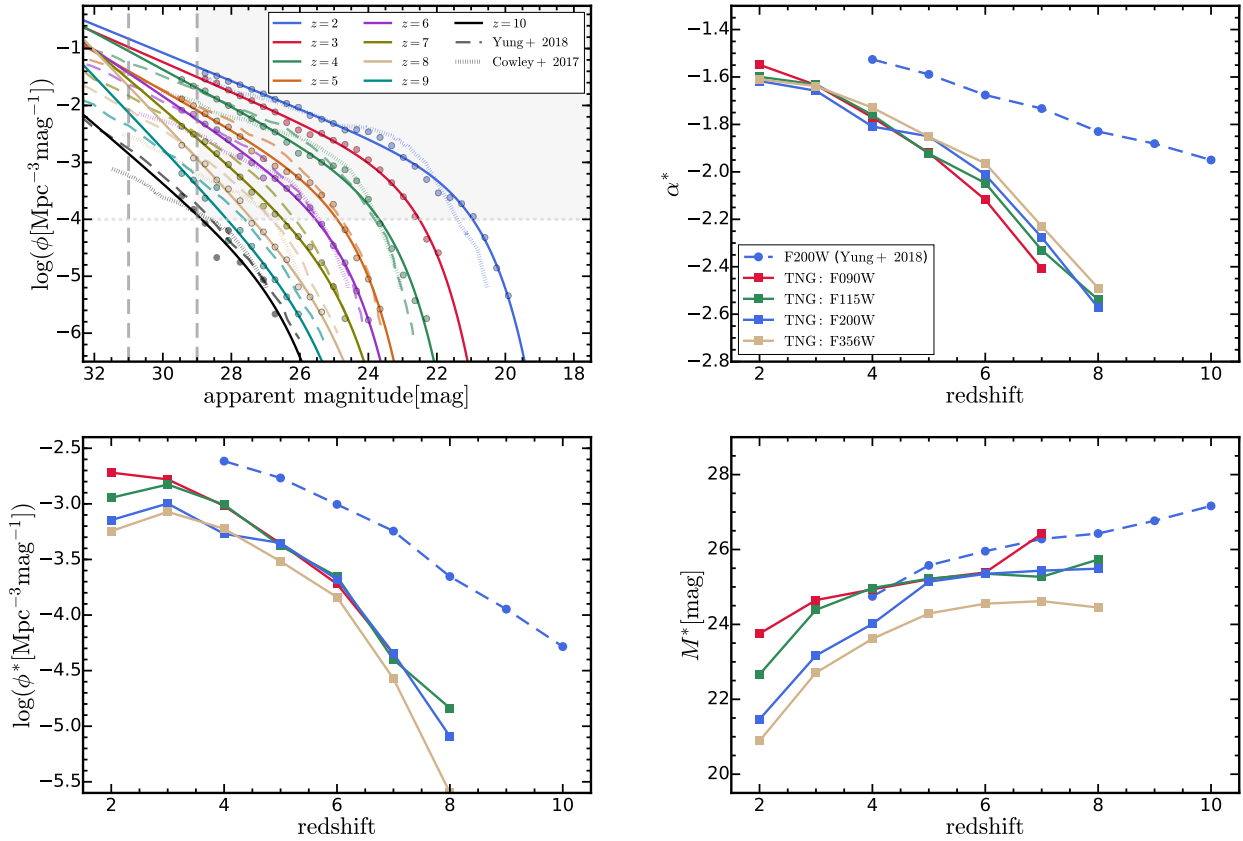 log(ϕ[Mpc⁻³mag⁻¹])
−1
−2
−3
−4
−5
−6
z = 2
z = 3
z = 4
z = 5
z = 6
z = 7
z = 8
z = 9
z = 10
Yung+ 2018
Cowley+ 2017
32 30 28 26 24 22 20 18
apparent magnitude[mag]
α*
−1.4
−1.6
−1.8
−2.0
−2.2
−2.4
−2.6
−2.8
F200W (Yung+ 2018)
TNG: F090W
TNG: F115W
TNG: F200W
TNG: F356W
2 4 6 8 10
redshift
log(ϕ*[Mpc⁻³mag⁻¹])
−2.5
−3.0
−3.5
−4.0
−4.5
−5.0
−5.5
2 4 6 8 10
redshift
M*[mag]
28
26
24
22
20
2 4 6 8 10
redshift